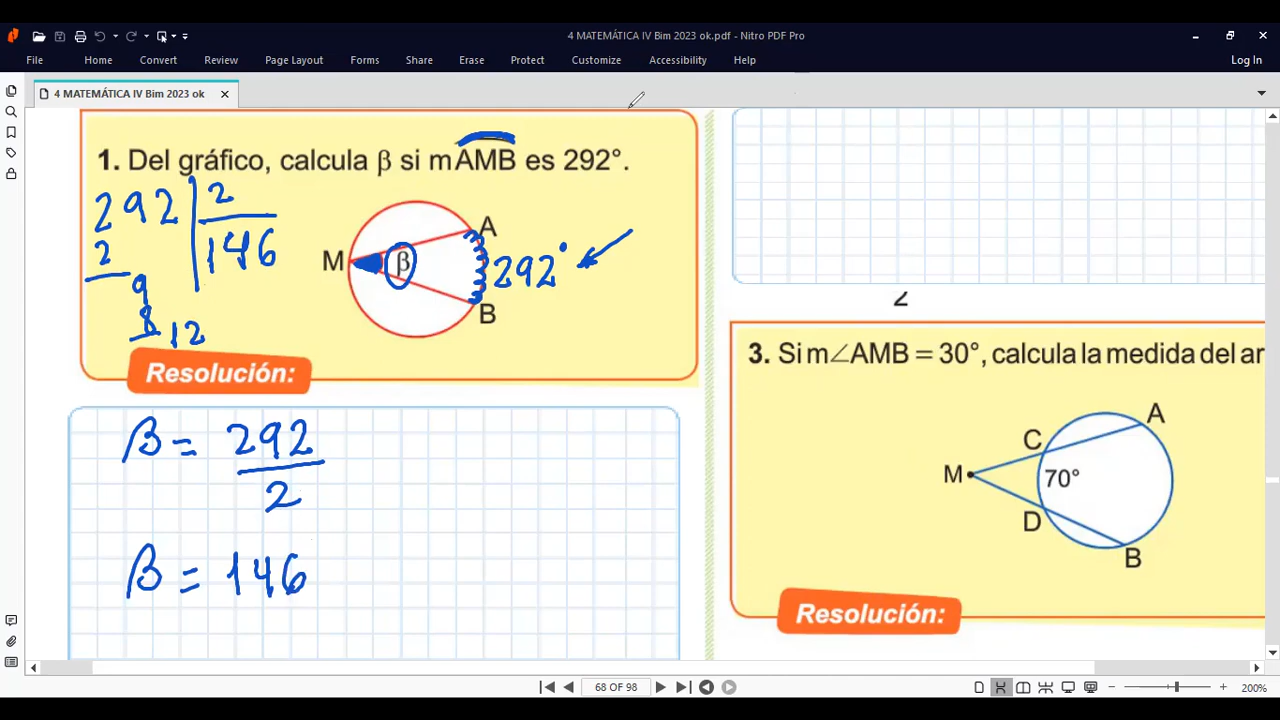 4 MATEMÁTICA IV Bim 2023 ok.pdf - Nitro PDF Pro
File Home Convert Review Page Layout Forms Share Erase Protect Customize Accessibility Help Log In
4 MATEMÁTICA IV Bim 2023 ok
1. Del gráfico, calcula β si mAMB es 292°.
292 2
2 146
9
8
12
M β A B
292°
Resolución:
β = 292
2
β = 146
2
3. Si m∠AMB = 30°, calcula la medida del ar
A
C
M 70°
D
B
Resolución:
68 OF 98
200%